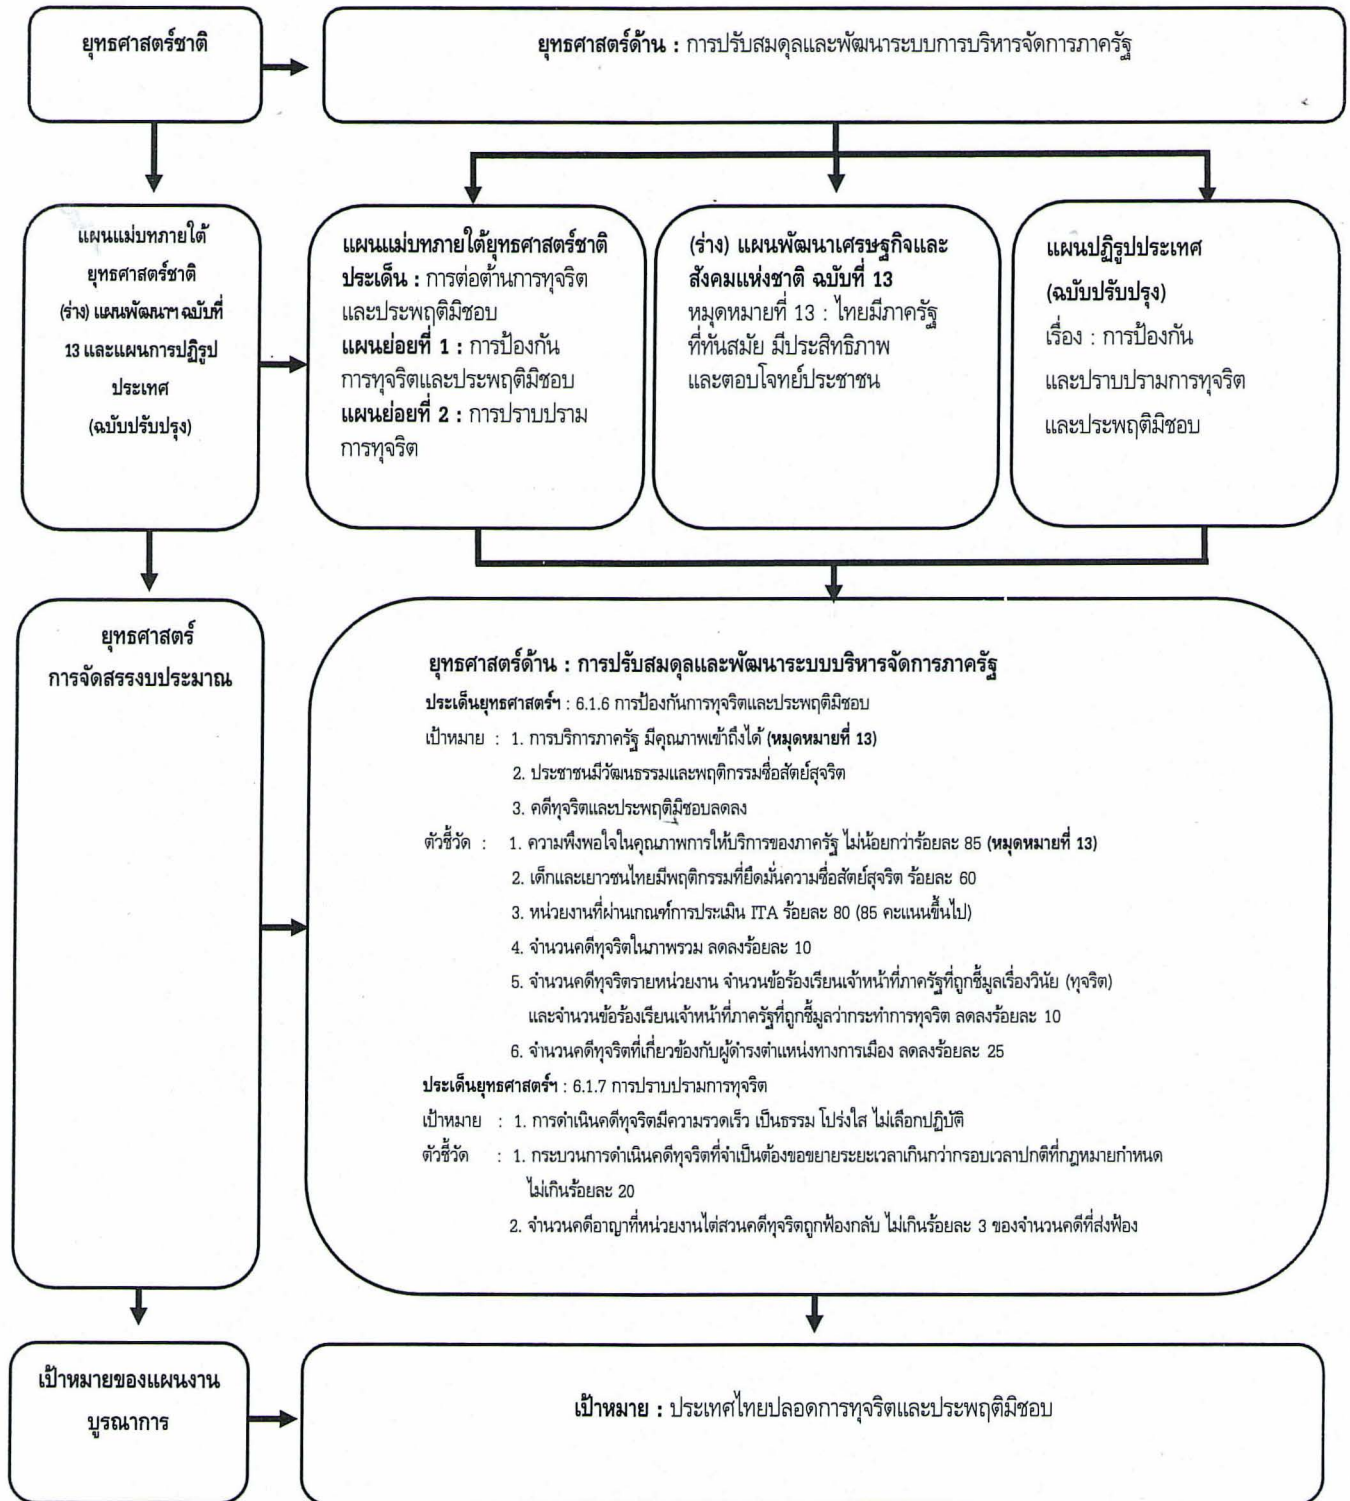 ยุทธศาสตร์ชาติ
ยุทธศาสตร์ด้าน : การปรับสมดุลและพัฒนาระบบการบริหารจัดการภาครัฐ
แผนแม่บทภายใต้
ยุทธศาสตร์ชาติ
(ร่าง) แผนพัฒนาฯ ฉบับที่
13 และแผนการปฏิรูป
ประเทศ
(ฉบับปรับปรุง)
แผนแม่บทภายใต้ยุทธศาสตร์ชาติ
ประเด็น : การต่อต้านการทุจริต
และประพฤติมิชอบ
แผนย่อยที่ 1 : การป้องกัน
การทุจริตและประพฤติมิชอบ
แผนย่อยที่ 2 : การปราบปราม
การทุจริต
(ร่าง) แผนพัฒนาเศรษฐกิจและ
สังคมแห่งชาติ ฉบับที่ 13
หมุดหมายที่ 13 : ไทยมีภาครัฐ
ที่ทันสมัย มีประสิทธิภาพ
และตอบโจทย์ประชาชน
แผนปฏิรูปประเทศ
(ฉบับปรับปรุง)
เรื่อง : การป้องกัน
และปราบปรามการทุจริต
และประพฤติมิชอบ
ยุทธศาสตร์
การจัดสรรงบประมาณ
ยุทธศาสตร์ด้าน : การปรับสมดุลและพัฒนาระบบบริหารจัดการภาครัฐ
ประเด็นยุทธศาสตร์ฯ : 6.1.6 การป้องกันการทุจริตและประพฤติมิชอบ
เป้าหมาย : 1. การบริการภาครัฐ มีคุณภาพเข้าถึงได้ (หมุดหมายที่ 13)
2. ประชาชนมีวัฒนธรรมและพฤติกรรมซื่อสัตย์สุจริต
3. คดีทุจริตและประพฤติมิชอบลดลง
ตัวชี้วัด : 1. ความพึงพอใจในคุณภาพการให้บริการของภาครัฐ ไม่น้อยกว่าร้อยละ 85 (หมุดหมายที่ 13)
2. เด็กและเยาวชนไทยมีพฤติกรรมที่ยึดมั่นความซื่อสัตย์สุจริต ร้อยละ 60
3. หน่วยงานที่ผ่านเกณฑ์การประเมิน ITA ร้อยละ 80 (85 คะแนนขึ้นไป)
4. จำนวนคดีทุจริตในภาพรวม ลดลงร้อยละ 10
5. จำนวนคดีทุจริตรายหน่วยงาน จำนวนข้อร้องเรียนเจ้าหน้าที่ภาครัฐที่ถูกชี้มูลเรื่องวินัย (ทุจริต)
และจำนวนข้อร้องเรียนเจ้าหน้าที่ภาครัฐที่ถูกชี้มูลว่ากระทำการทุจริต ลดลงร้อยละ 10
6. จำนวนคดีทุจริตที่เกี่ยวข้องกับผู้ดำรงตำแหน่งทางการเมือง ลดลงร้อยละ 25
ประเด็นยุทธศาสตร์ฯ : 6.1.7 การปราบปรามการทุจริต
เป้าหมาย : 1. การดำเนินคดีทุจริตมีความรวดเร็ว เป็นธรรม โปร่งใส ไม่เลือกปฏิบัติ
ตัวชี้วัด : 1. กระบวนการดำเนินคดีทุจริตที่จำเป็นต้องขอขยายระยะเวลาเกินกว่ากรอบเวลาปกติที่กฎหมายกำหนด
ไม่เกินร้อยละ 20
2. จำนวนคดีอาญาที่หน่วยงานไต่สวนคดีทุจริตถูกฟ้องกลับ ไม่เกินร้อยละ 3 ของจำนวนคดีที่ส่งฟ้อง
เป้าหมายของแผนงาน
บูรณาการ
เป้าหมาย : ประเทศไทยปลอดการทุจริตและประพฤติมิชอบ